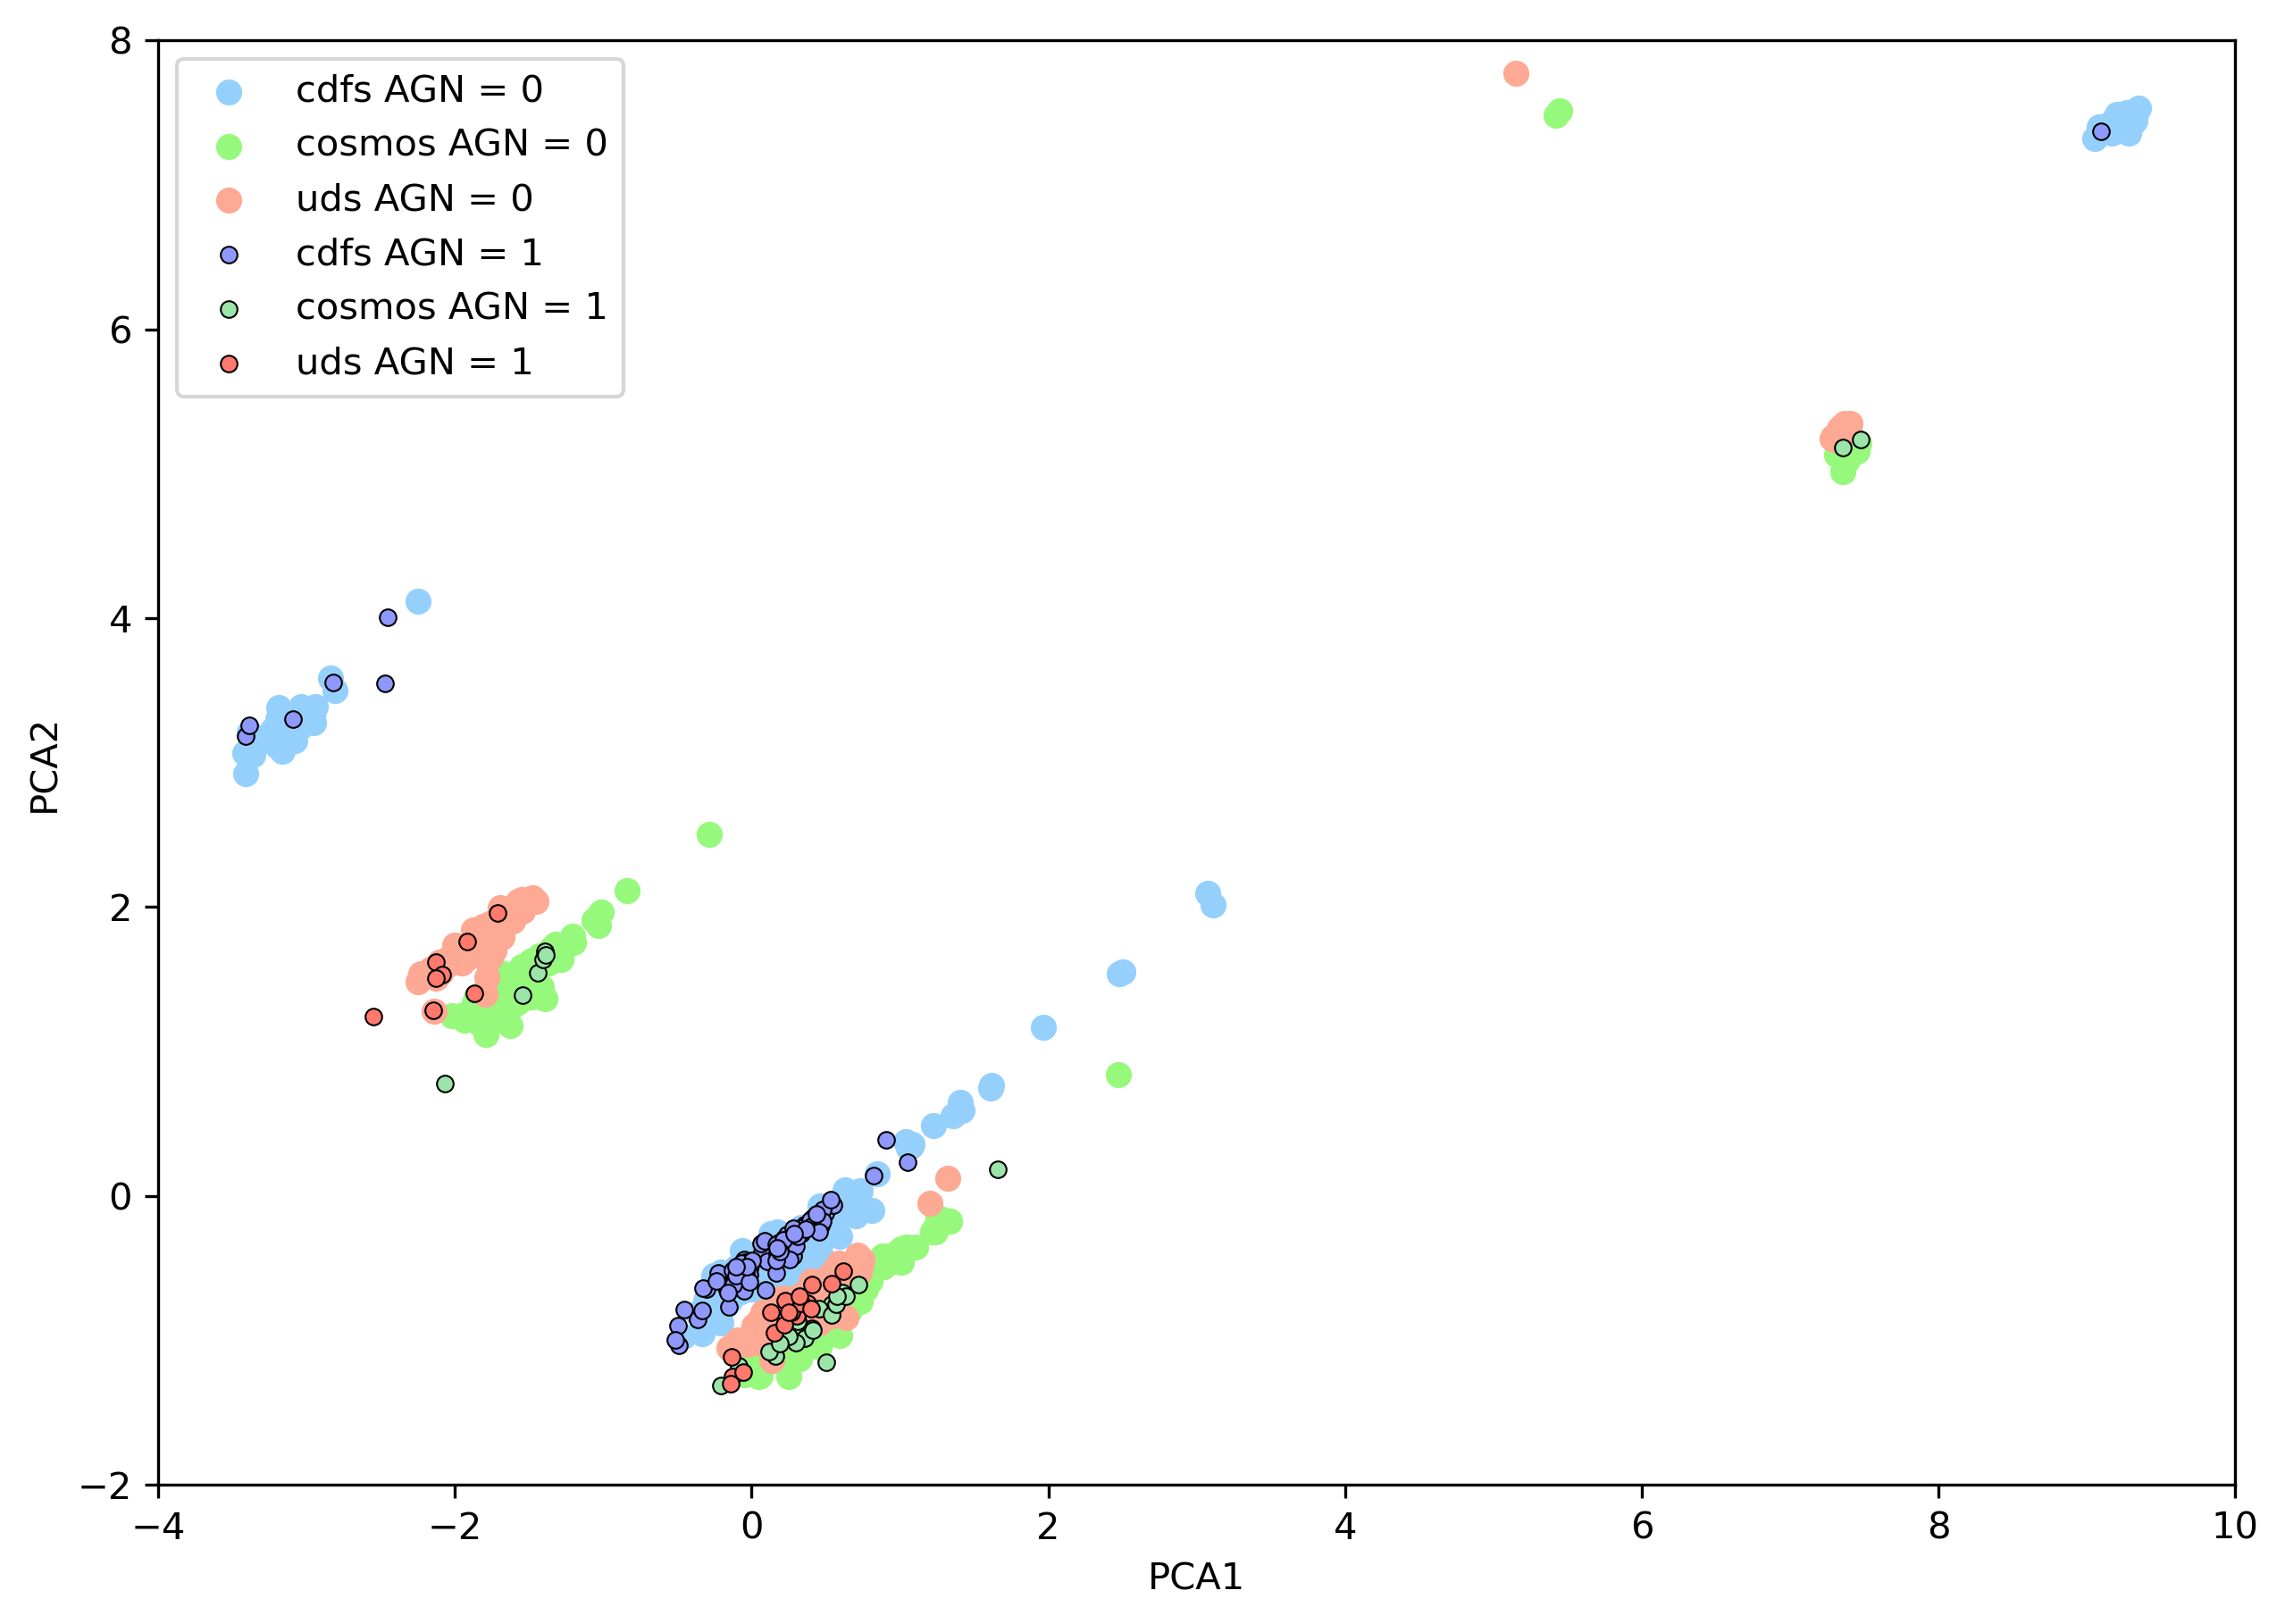 8
6
4
2
0
−2
−4
−2
0
2
4
6
8
10
PCA1
PCA2
cdfs AGN = 0
cosmos AGN = 0
uds AGN = 0
cdfs AGN = 1
cosmos AGN = 1
uds AGN = 1